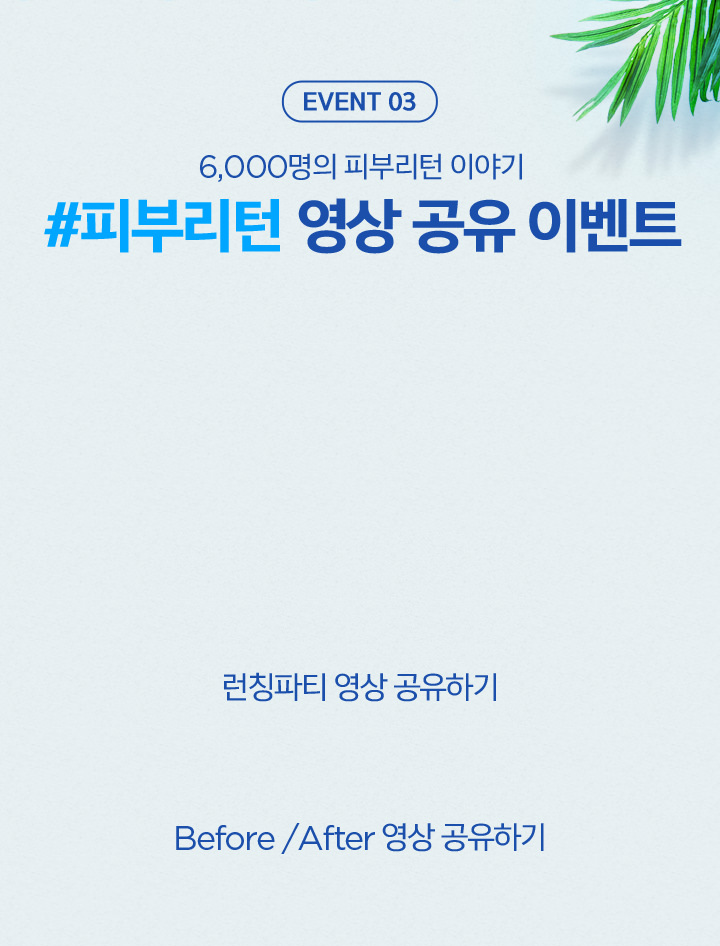 EVENT 03
6,000명의 피부리턴 이야기
#피부리턴 영상 공유 이벤트
런칭파티 영상 공유하기
Before /After 영상 공유하기